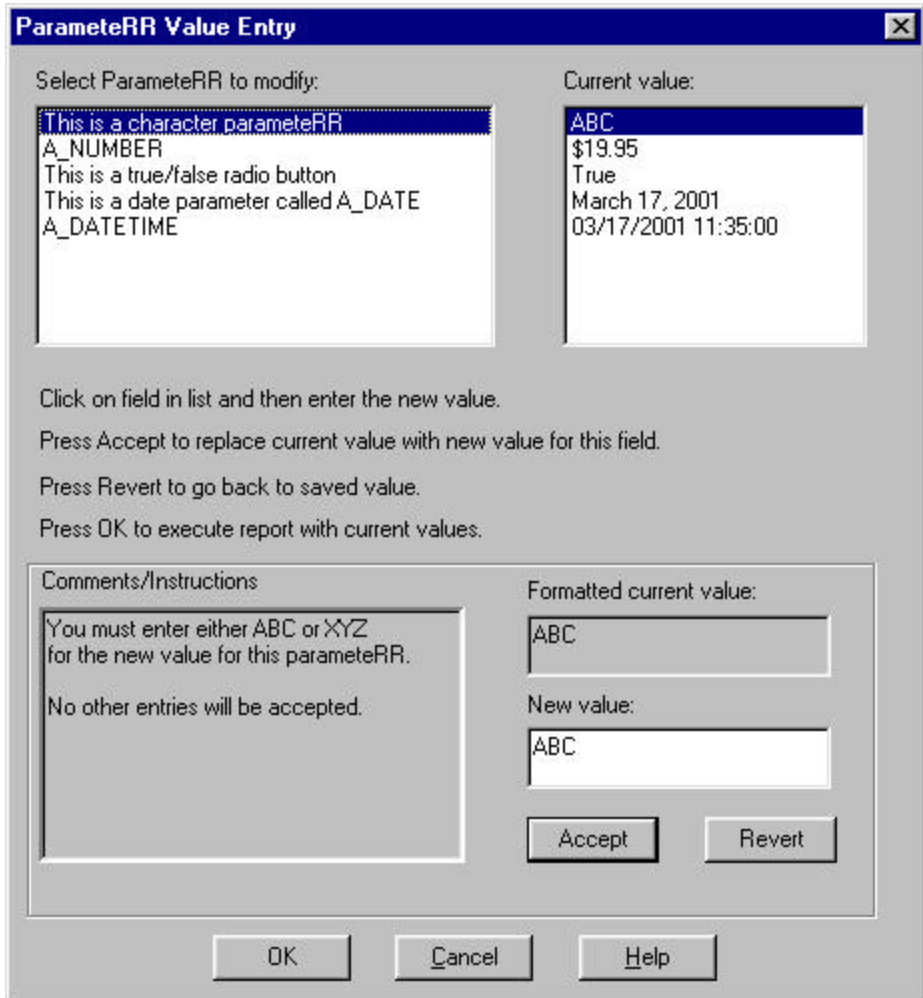 ParameteRR Value Entry
Select ParameteRR to modify:
This is a character parameteRR
A_NUMBER
This is a true/false radio button
This is a date parameter called A_DATE
A_DATETIME
Current value:
ABC
$19.95
True
March 17, 2001
03/17/2001 11:35:00
Click on field in list and then enter the new value.
Press Accept to replace current value with new value for this field.
Press Revert to go back to saved value.
Press OK to execute report with current values.
Comments/Instructions
You must enter either ABC or XYZ
for the new value for this parameteRR.
No other entries will be accepted.
Formatted current value:
ABC
New value:
ABC
Accept
Revert
OK
Cancel
Help